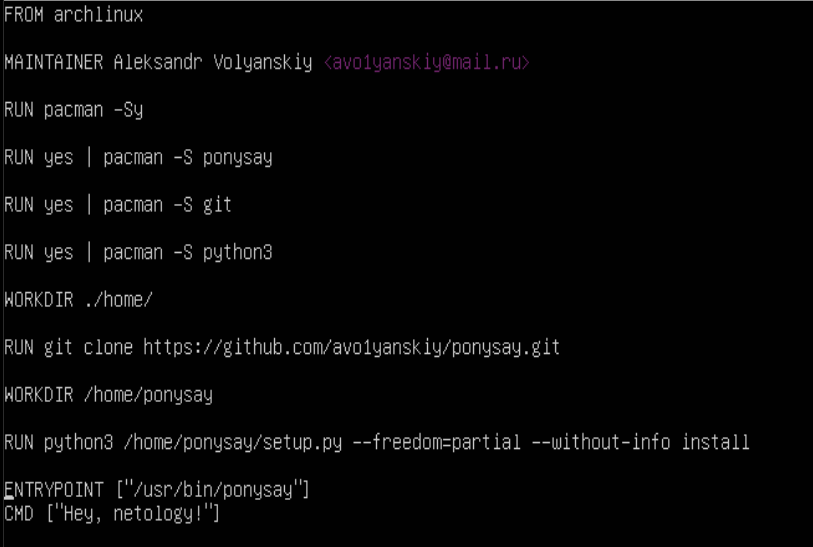 FROM archlinux
MAINTAINER Aleksandr Volyanskiy <avo1yanskiy@mail.ru>
RUN pacman -Sy
RUN yes | pacman -S ponysay
RUN yes | pacman -S git
RUN yes | pacman -S python3
WORKDIR ./home/
RUN git clone https://github.com/avo1yanskiy/ponysay.git
WORKDIR /home/ponysay
RUN python3 /home/ponysay/setup.py --freedom=partial --without-info install
ENTRYPOINT ["/usr/bin/ponysay"]
CMD ["Hey, netology!"]